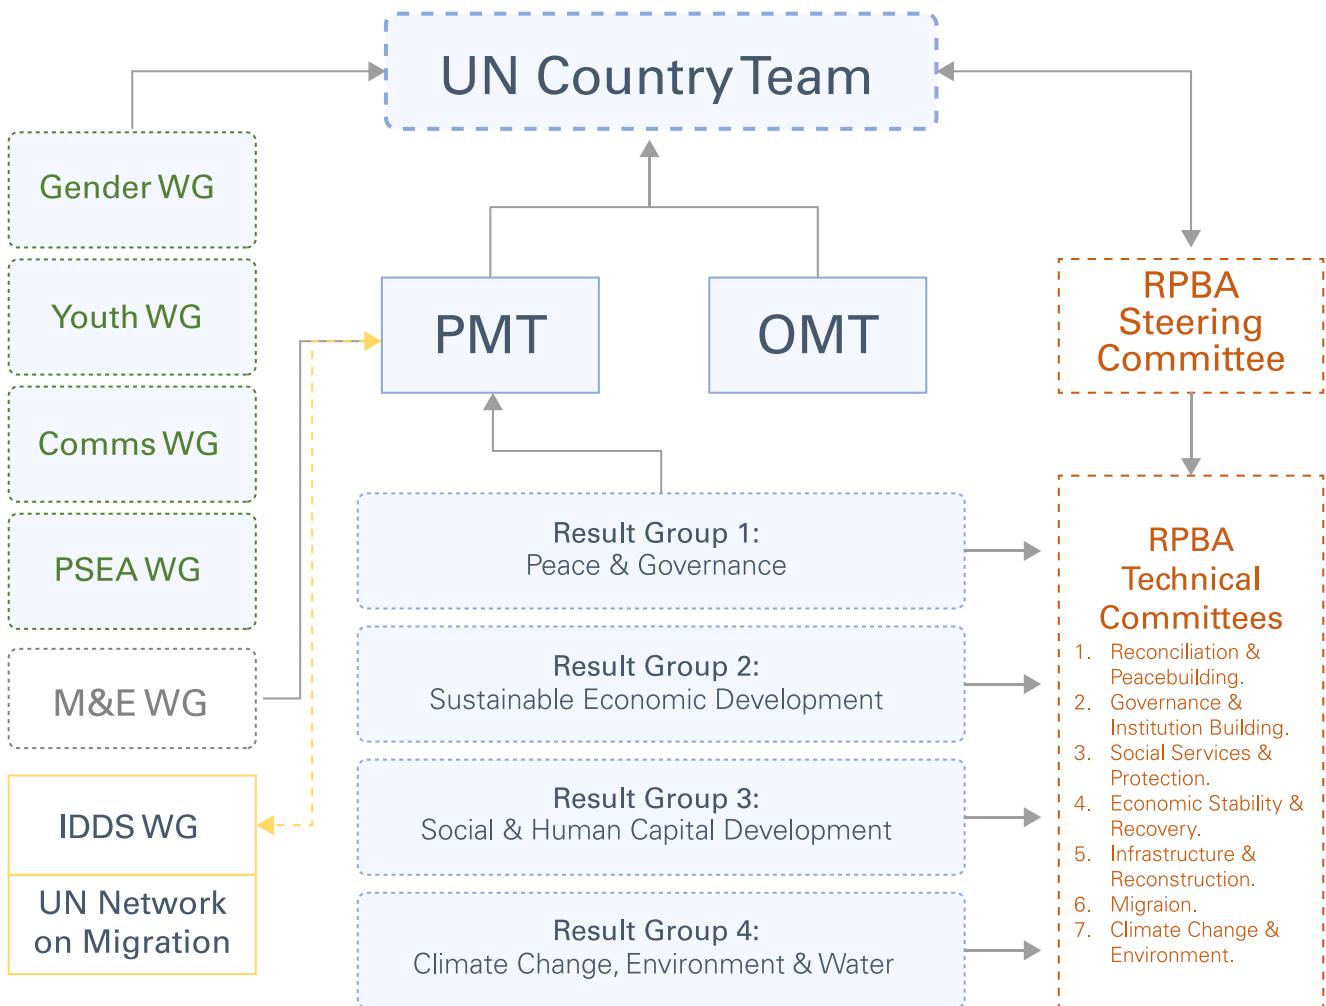 UN Country Team
Gender WG
Youth WG
Comms WG
PSEA WG
M&E WG
IDDS WG
UN Network
on Migration
PMT
OMT
Result Group 1:
Peace & Governance
Result Group 2:
Sustainable Economic Development
Result Group 3:
Social & Human Capital Development
Result Group 4:
Climate Change, Environment & Water
RPBA
Steering
Committee
RPBA
Technical
Committees
1. Reconciliation &
Peacebuilding.
2. Governance &
Institution Building.
3. Social Services &
Protection.
4. Economic Stability &
Recovery.
5. Infrastructure &
Reconstruction.
6. Migraion.
7. Climate Change &
Environment.